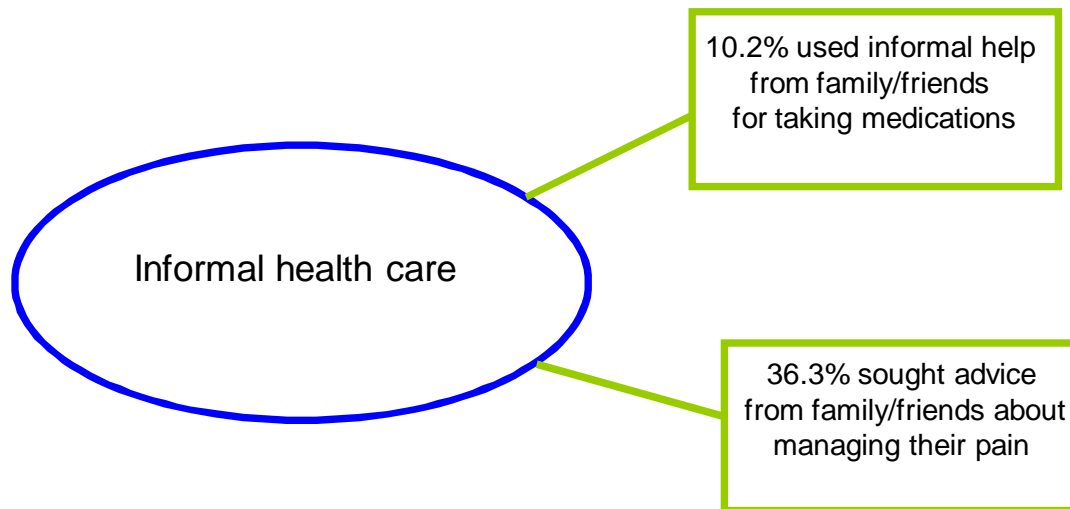 10.2% used informal help
from family/friends
for taking medications
Informal health care
36.3% sought advice
from family/friends about
managing their pain